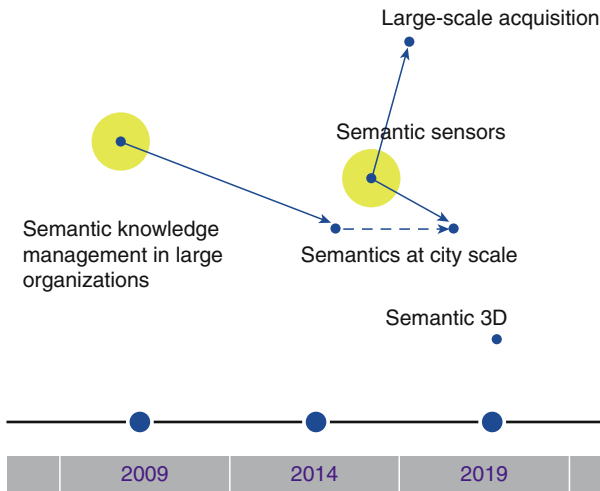 Large-scale acquisition
Semantic sensors
Semantic knowledge
management in large
organizations
Semantics at city scale
Semantic 3D
2009
2014
2019